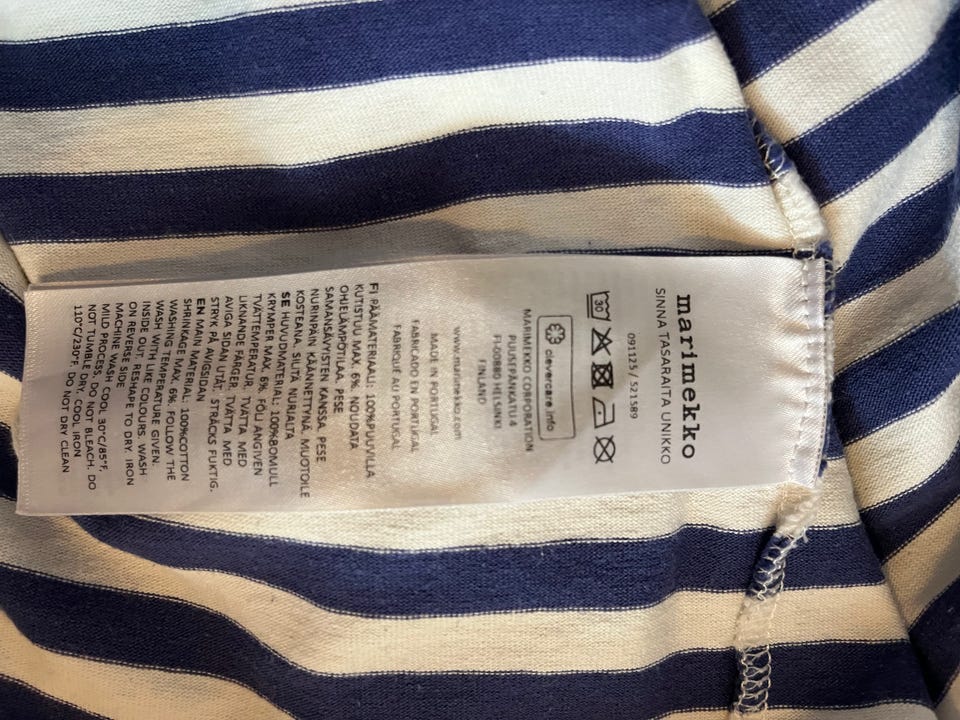 marimekko
SINNA TASARAITA UNIKKO
091125 / 521589
30
clevercare.info
MARIMEKKO CORPORATION
PUUSEPÄNKATU 4
FI-00880 HELSINKI
FINLAND
www.marimekko.com
MADE IN PORTUGAL
FABRICADO EN PORTUGAL
FABRIQUÉ AU PORTUGAL
FI PÄÄMATERIAALI: 100%PUUVILLA
KUTISTUU MAX. 6%. NOUDATA
OHJELÄMPÖTILAA. PESE
SAMANSÄVYISTEN KANSSA. PESE
NURINPÄIN KÄÄNNETTYNÄ. MUOTOILE
KOSTEANA. SILITÄ NURJALTA
SE HUVUDMATERIAL: 100%BOMULL
KRYMPER MAX. 6%. FÖLJ ANGIVEN
TVÄTTEMPERATUR. TVÄTTA MED
LIKNANDE FÄRGER. TVÄTTA MED
AVIGA SIDAN UTÅT. STRÄCKS FUKTIG.
STRYK PÅ AVIGSIDAN
EN MAIN MATERIAL: 100%COTTON
SHRINKAGE MAX. 6%. FOLLOW THE
WASHING TEMPERATURE GIVEN.
WASH WITH LIKE COLOURS. WASH
INSIDE OUT. RESHAPE TO DRY. IRON
ON REVERSE SIDE
MACHINE WASH COOL 30°C/85°F.
MILD PROCESS. DO NOT BLEACH. DO
NOT TUMBLE DRY. COOL IRON
110°C/230°F. DO NOT DRY CLEAN